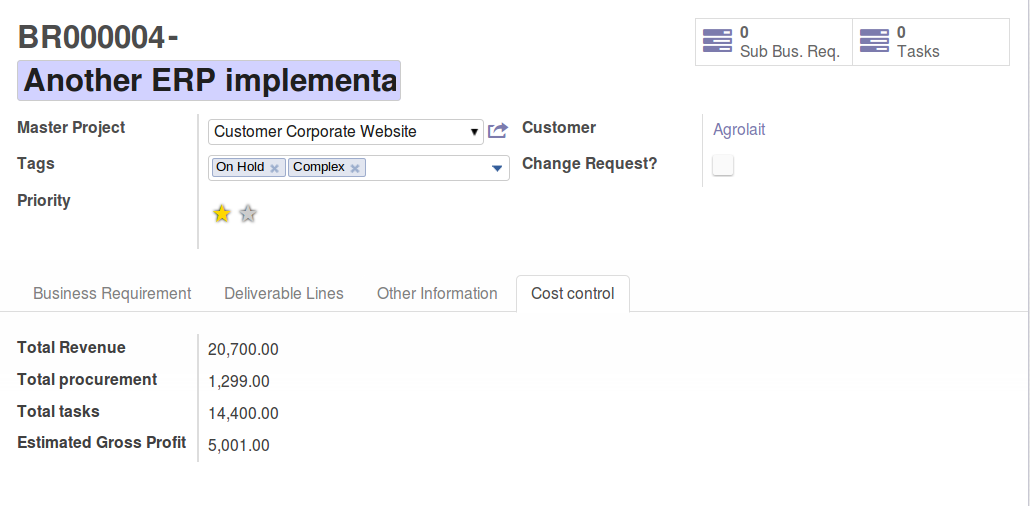 BR000004-
Another ERP implementa
0
Sub Bus. Req.
0
Tasks
Master Project
Customer Corporate Website
Customer
Agrolait
Tags
On Hold
Complex
Change Request?
Priority
Business Requirement
Deliverable Lines
Other Information
Cost control
Total Revenue
20,700.00
Total procurement
1,299.00
Total tasks
14,400.00
Estimated Gross Profit
5,001.00